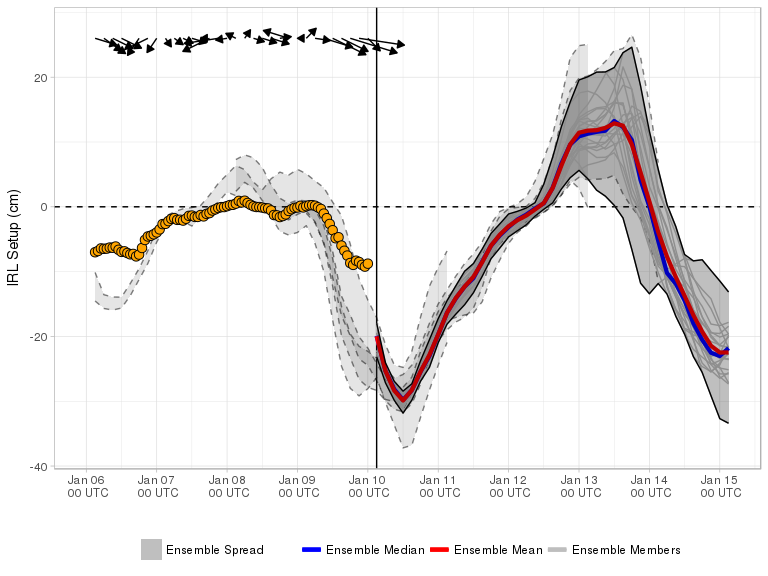 IRL Setup (cm)
20
0
-20
-40
Jan 06 Jan 07 Jan 08 Jan 09 Jan 10 Jan 11 Jan 12 Jan 13 Jan 14 Jan 15
00 UTC 00 UTC 00 UTC 00 UTC 00 UTC 00 UTC 00 UTC 00 UTC 00 UTC 00 UTC
Ensemble Spread Ensemble Median Ensemble Mean Ensemble Members